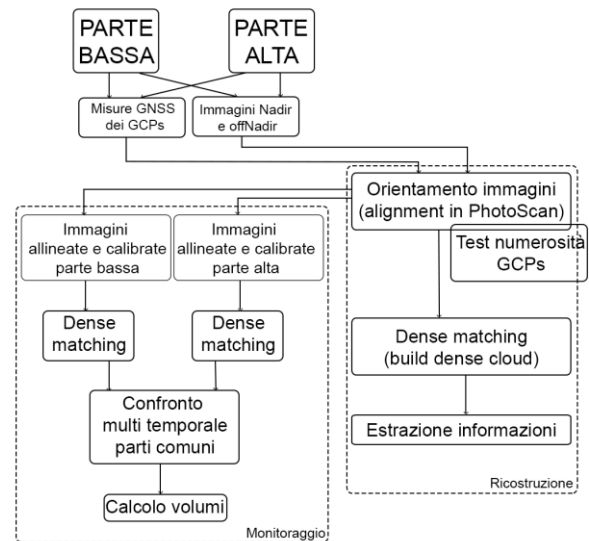 PARTE
BASSA
PARTE
ALTA
Misure GNSS
dei GCPs
Immagini Nadir
e offNadir
Orientamento immagini
(alignment in PhotoScan)
Test numerosità
GCPs
Immagini
allineate e calibrate
parte bassa
Immagini
allineate e calibrate
parte alta
Dense
matching
Dense
matching
Dense matching
(build dense cloud)
Confronto
multi temporale
parti comuni
Estrazione informazioni
Calcolo volumi
Ricostruzione
Monitoraggio